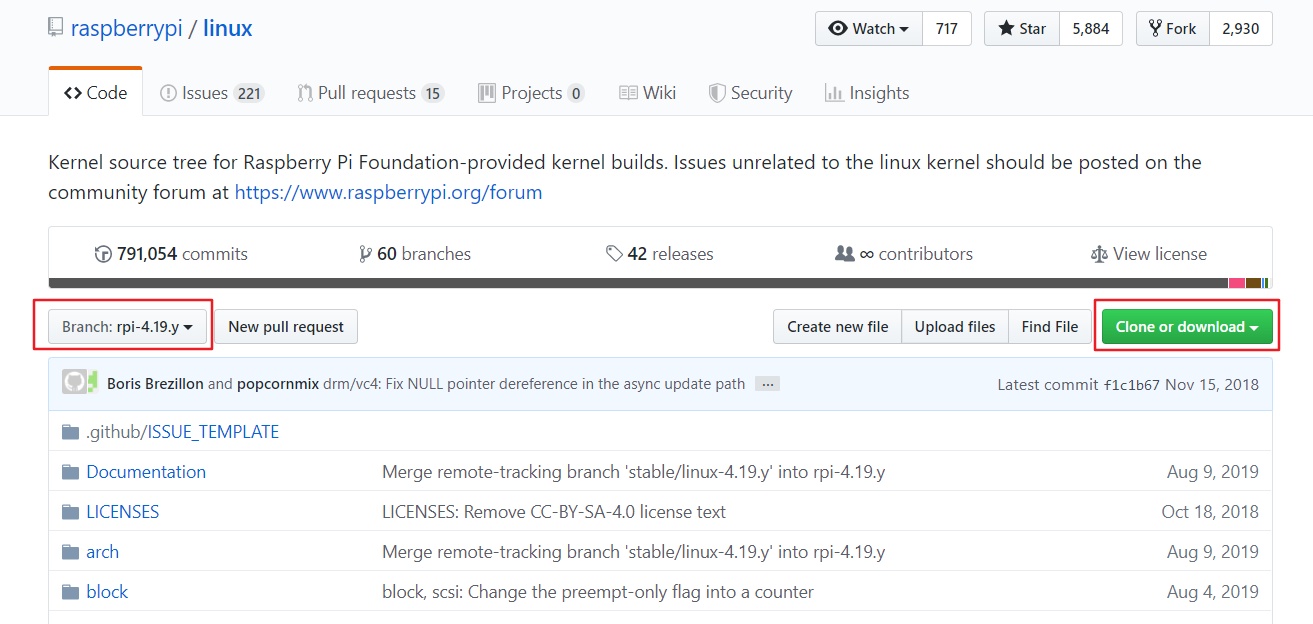 raspberrypi / linux
Watch 717 Star 5,884 Fork 2,930
Code Issues 221 Pull requests 15 Projects 0 Wiki Security Insights
Kernel source tree for Raspberry Pi Foundation-provided kernel builds. Issues unrelated to the linux kernel should be posted on the
community forum at https://www.raspberrypi.org/forum
791,054 commits 60 branches 42 releases ∞ contributors View license
Branch: rpi-4.19.y New pull request Create new file Upload files Find File Clone or download
Boris Brezillon and popcornmix drm/vc4: Fix NULL pointer dereference in the async update path ... Latest commit f1c1b67 Nov 15, 2018
.github/ISSUE_TEMPLATE
Documentation Merge remote-tracking branch 'stable/linux-4.19.y' into rpi-4.19.y Aug 9, 2019
LICENSES LICENSES: Remove CC-BY-SA-4.0 license text Oct 18, 2018
arch Merge remote-tracking branch 'stable/linux-4.19.y' into rpi-4.19.y Aug 9, 2019
block block, scsi: Change the preempt-only flag into a counter Aug 4, 2019